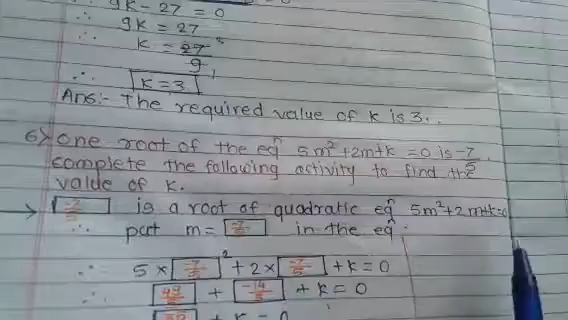 ∴ 9k - 27 = 0
∴ 9k = 27
∴ k = 27/9
∴ k = 3
Ans:- The required value of k is 3.
6) One root of the eqⁿ 5m²+2m+k = 0 is -7/5.
complete the following activity to find the
value of k.
→ -7/5 is a root of quadratic eqⁿ 5m²+2m+k=0
∴ put m = -7/5 in the eqⁿ.
∴ 5 × -7/5 ² + 2 × -7/5 + k = 0
∴ 49/5 + -14/5 + k = 0